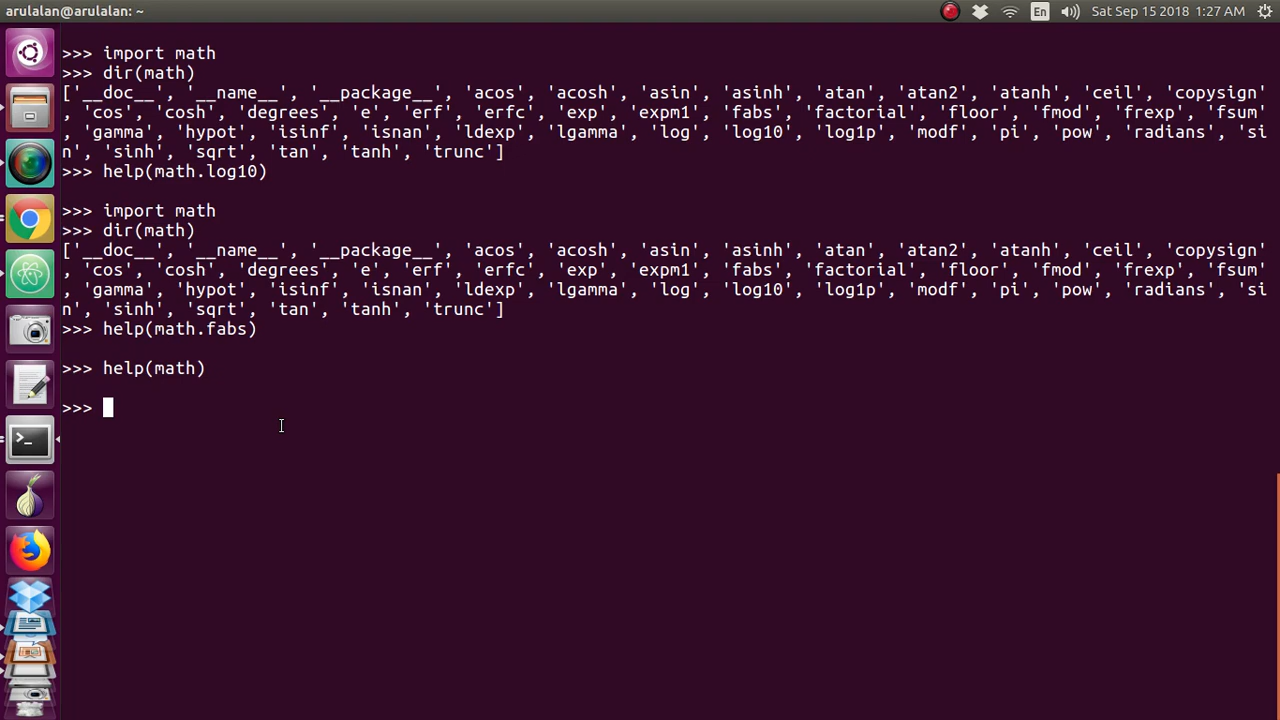 arulalan@arulalan: ~
En
Sat Sep 15 2018 1:27 AM
>>> import math
>>> dir(math)
['__doc__', '__name__', '__package__', 'acos', 'acosh', 'asin', 'asinh', 'atan', 'atan2', 'atanh', 'ceil', 'copysign'
, 'cos', 'cosh', 'degrees', 'e', 'erf', 'erfc', 'exp', 'expm1', 'fabs', 'factorial', 'floor', 'fmod', 'frexp', 'fsum'
, 'gamma', 'hypot', 'isinf', 'isnan', 'ldexp', 'lgamma', 'log', 'log10', 'log1p', 'modf', 'pi', 'pow', 'radians', 'si
n', 'sinh', 'sqrt', 'tan', 'tanh', 'trunc']
>>> help(math.log10)
>>> import math
>>> dir(math)
['__doc__', '__name__', '__package__', 'acos', 'acosh', 'asin', 'asinh', 'atan', 'atan2', 'atanh', 'ceil', 'copysign'
, 'cos', 'cosh', 'degrees', 'e', 'erf', 'erfc', 'exp', 'expm1', 'fabs', 'factorial', 'floor', 'fmod', 'frexp', 'fsum'
, 'gamma', 'hypot', 'isinf', 'isnan', 'ldexp', 'lgamma', 'log', 'log10', 'log1p', 'modf', 'pi', 'pow', 'radians', 'si
n', 'sinh', 'sqrt', 'tan', 'tanh', 'trunc']
>>> help(math.fabs)
>>> help(math)
>>>